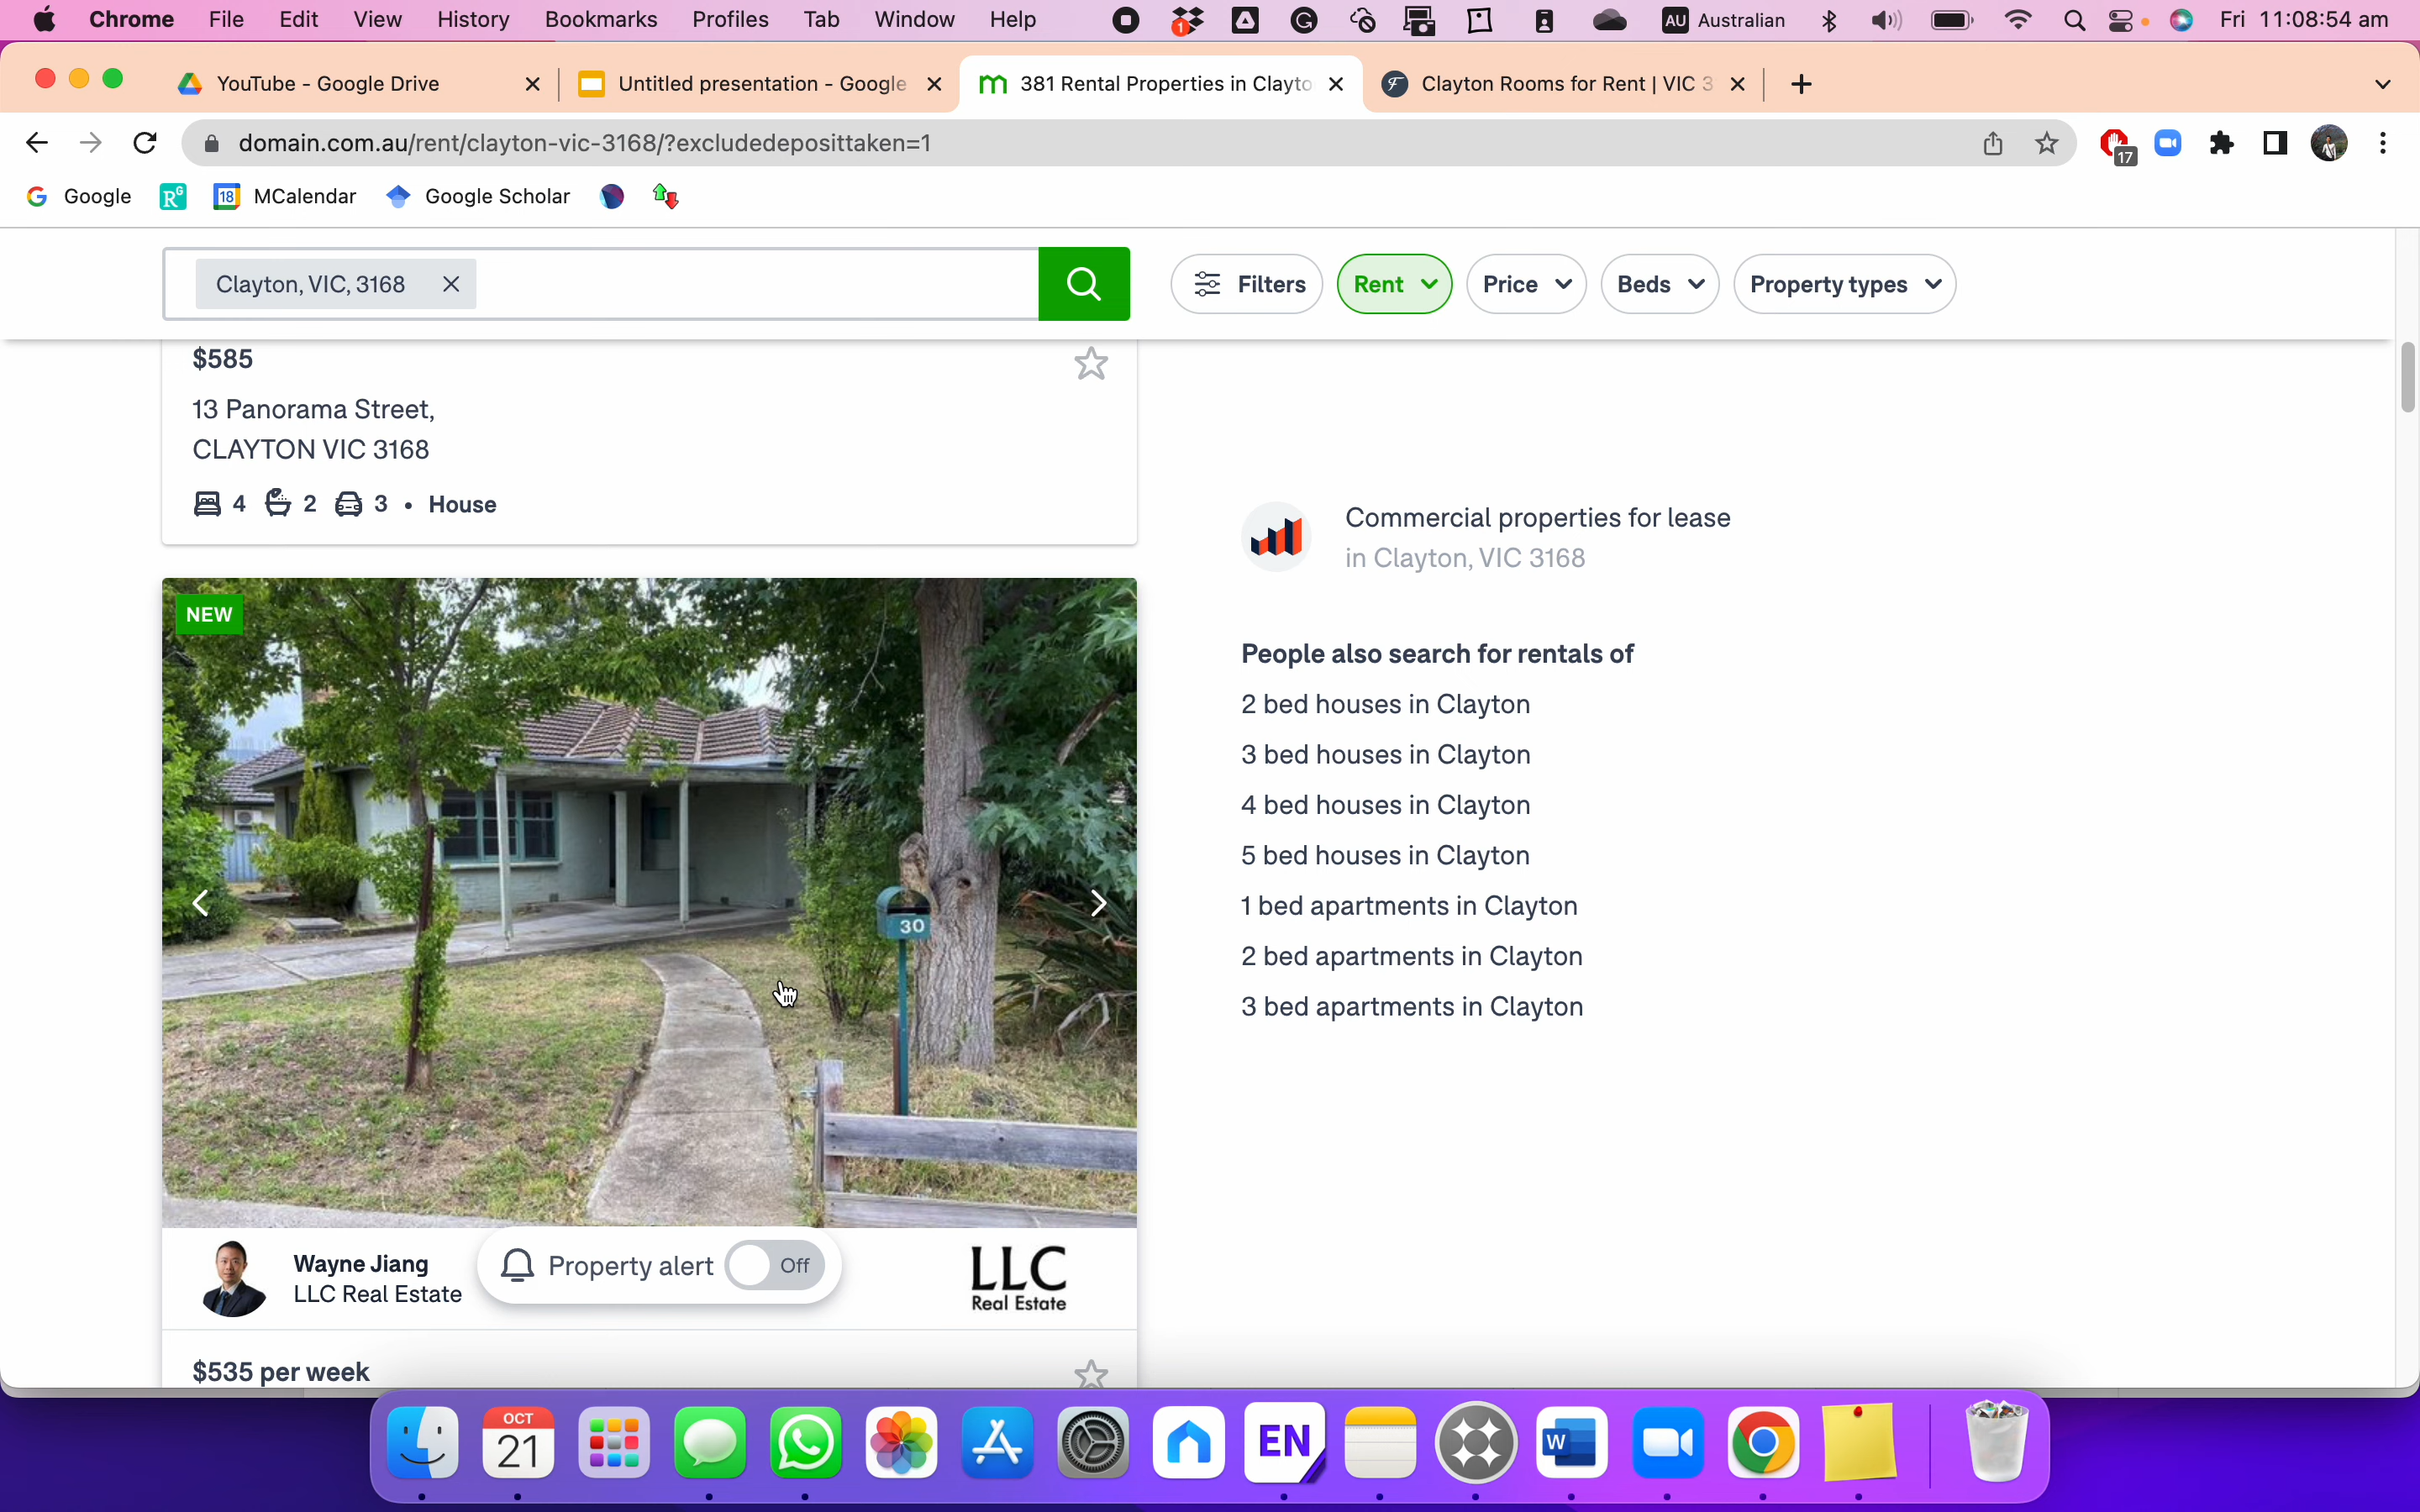 Chrome File Edit View History Bookmarks Profiles Tab Window Help 1 AU Australian Fri 11:08:54 am
YouTube - Google Drive Untitled presentation - Google 381 Rental Properties in Clayto Clayton Rooms for Rent | VIC 3
domain.com.au/rent/clayton-vic-3168/?excludedeposittaken=1 17
Google RG 18 MCalendar Google Scholar
Clayton, VIC, 3168 Filters Rent Price Beds Property types
$585
13 Panorama Street,
CLAYTON VIC 3168
4 2 3 • House
Commercial properties for lease
in Clayton, VIC 3168
People also search for rentals of
2 bed houses in Clayton
3 bed houses in Clayton
4 bed houses in Clayton
5 bed houses in Clayton
1 bed apartments in Clayton
2 bed apartments in Clayton
3 bed apartments in Clayton
NEW
30
Wayne Jiang
LLC Real Estate
Property alert Off
LLC
Real Estate
$535 per week
OCT
21
EN
W